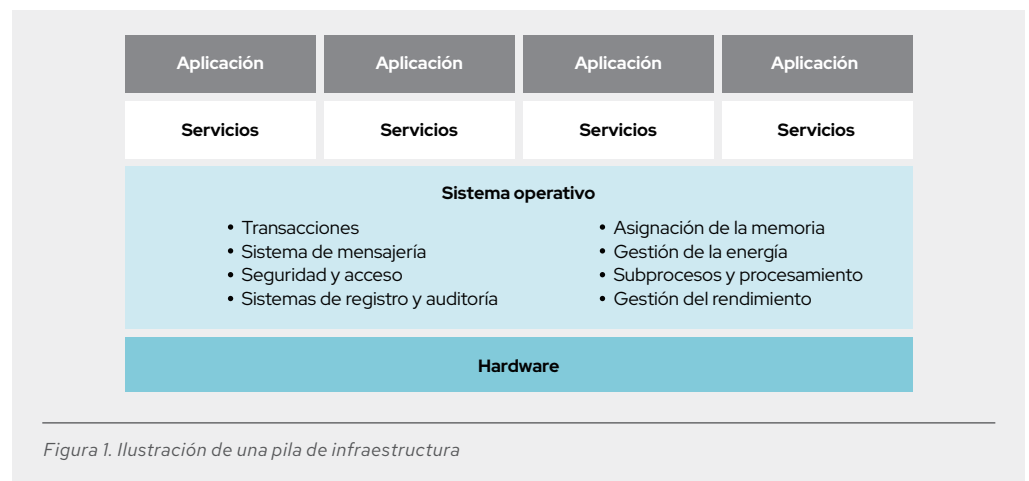 Aplicación Aplicación Aplicación Aplicación
Servicios Servicios Servicios Servicios
Sistema operativo
• Transacciones
• Sistema de mensajería
• Seguridad y acceso
• Sistemas de registro y auditoría
• Asignación de la memoria
• Gestión de la energía
• Subprocesos y procesamiento
• Gestión del rendimiento
Hardware
Figura 1. Ilustración de una pila de infraestructura